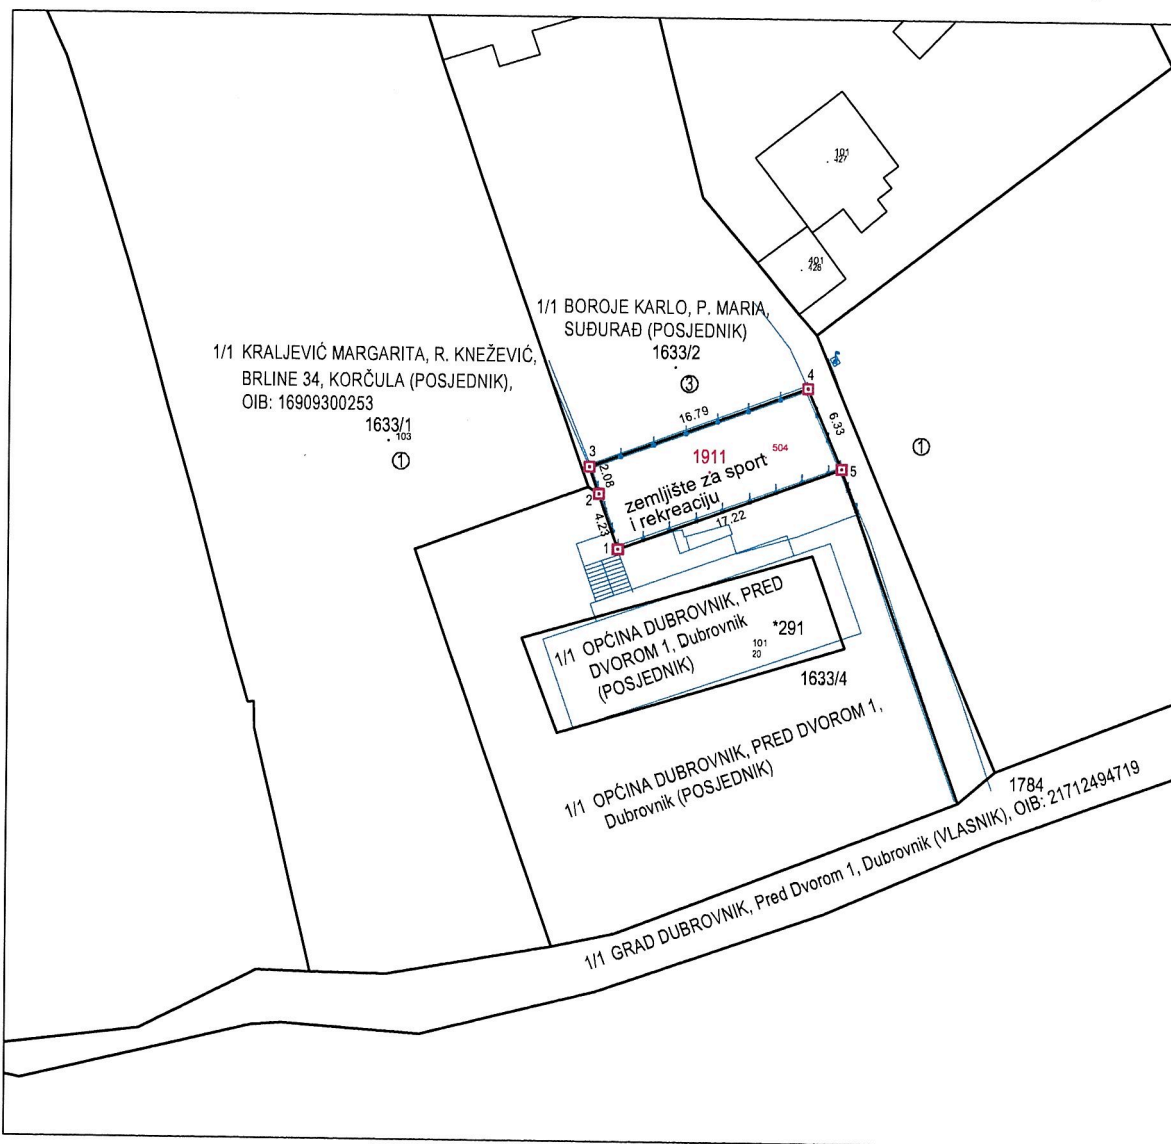 101
427
401
426
1/1 BOROJE KARLO, P. MARIA,
SUĐURAĐ (POSJEDNIK)
1633/2
3
1/1 KRALJEVIĆ MARGARITA, R. KNEŽEVIĆ,
BRLINE 34, KORČULA (POSJEDNIK),
OIB: 16909300253
1633/1
103
1
4
16.79
6.33
3
2.08
1911
504
zemljište za sport
i rekreaciju
5
1
2
4.23
17.22
1
1/1 OPĆINA DUBROVNIK, PRED
DVOROM 1, Dubrovnik
(POSJEDNIK)
*291
101
20
1633/4
1/1 OPĆINA DUBROVNIK, PRED DVOROM 1,
Dubrovnik (POSJEDNIK)
1784
1/1 GRAD DUBROVNIK, Pred Dvorom 1, Dubrovnik (VLASNIK), OIB: 21712494719